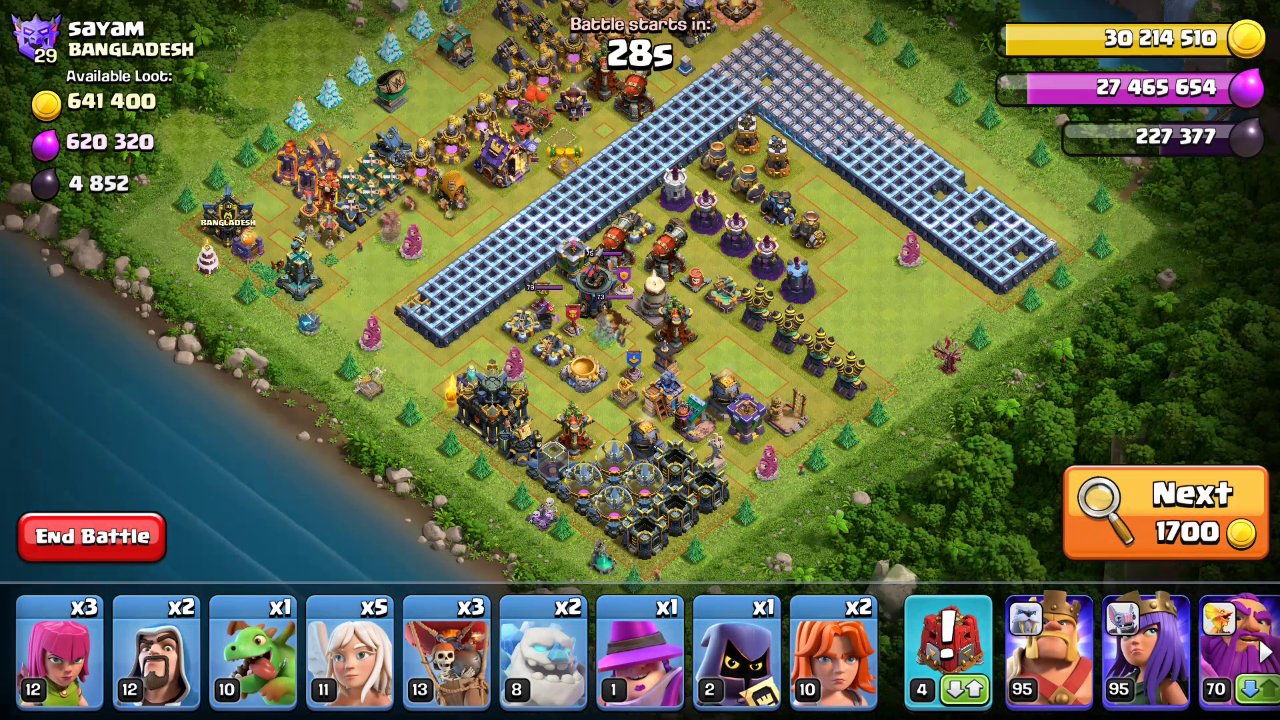 29
sayam
BANGLADESH
Available Loot:
641 400
620 320
4 852
Battle starts in:
28s
30 214 510
27 465 654
227 377
BANGLADESH
79
73
End Battle
Next
1700
x3
x2
x1
x5
x3
x2
x1
x1
x2
12
12
10
11
13
8
1
2
10
4
95
95
70